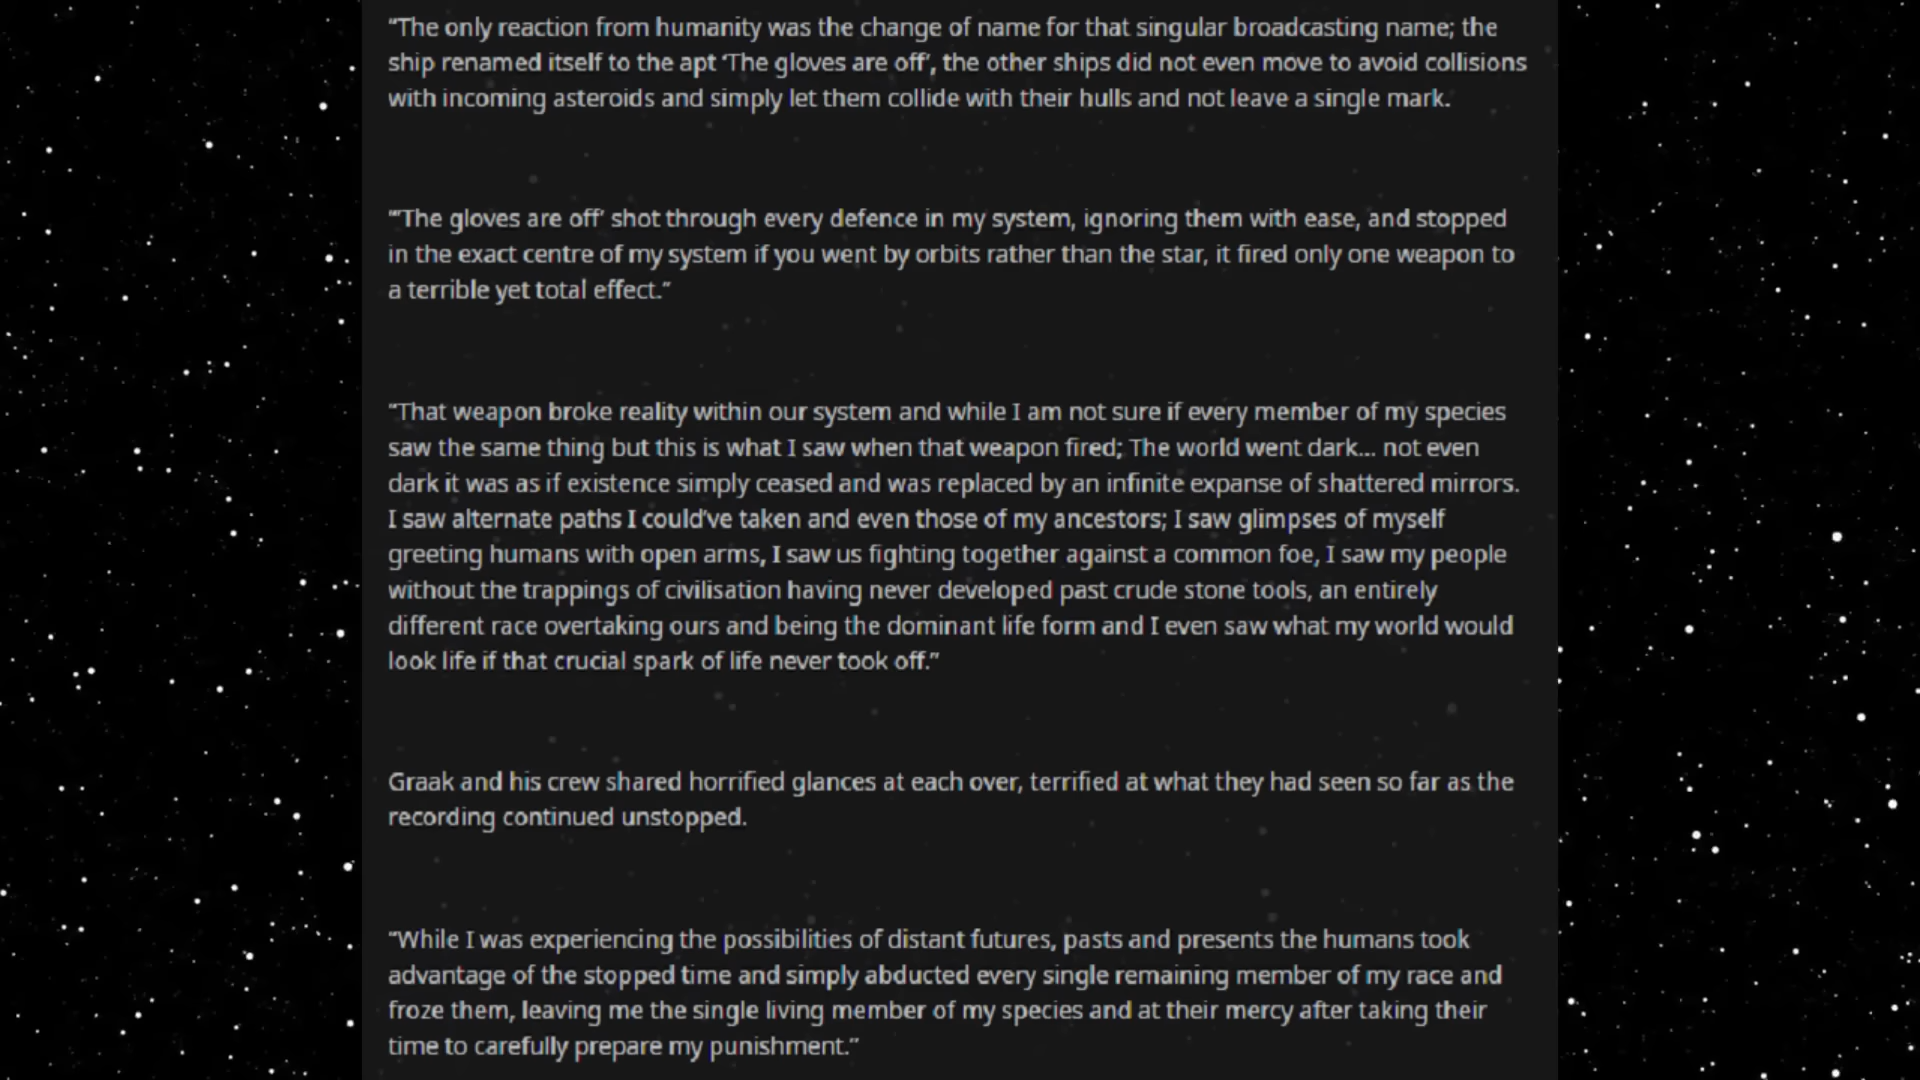 “The only reaction from humanity was the change of name for that singular broadcasting name; the
ship renamed itself to the apt ‘The gloves are off’, the other ships did not even move to avoid collisions
with incoming asteroids and simply let them collide with their hulls and not leave a single mark.
“‘The gloves are off’ shot through every defence in my system, ignoring them with ease, and stopped
in the exact centre of my system if you went by orbits rather than the star, it fired only one weapon to
a terrible yet total effect.”
“That weapon broke reality within our system and while I am not sure if every member of my species
saw the same thing but this is what I saw when that weapon fired; The world went dark... not even
dark it was as if existence simply ceased and was replaced by an infinite expanse of shattered mirrors.
I saw alternate paths I could’ve taken and even those of my ancestors; I saw glimpses of myself
greeting humans with open arms, I saw us fighting together against a common foe, I saw my people
without the trappings of civilisation having never developed past crude stone tools, an entirely
different race overtaking ours and being the dominant life form and I even saw what my world would
look life if that crucial spark of life never took off.”
Graak and his crew shared horrified glances at each over, terrified at what they had seen so far as the
recording continued unstopped.
“While I was experiencing the possibilities of distant futures, pasts and presents the humans took
advantage of the stopped time and simply abducted every single remaining member of my race and
froze them, leaving me the single living member of my species and at their mercy after taking their
time to carefully prepare my punishment.”